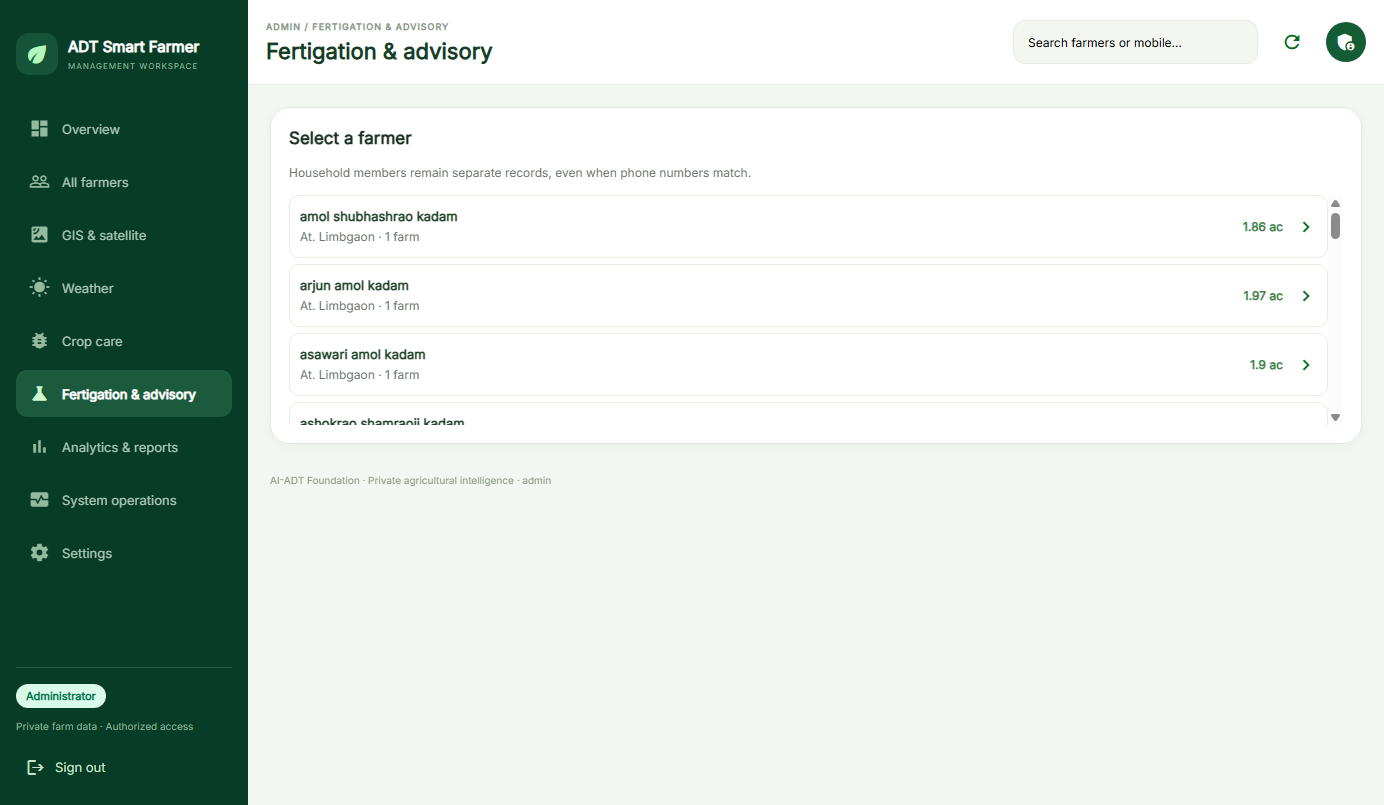 ADT Smart Farmer
MANAGEMENT WORKSPACE
Overview
All farmers
GIS & satellite
Weather
Crop care
Fertigation & advisory
Analytics & reports
System operations
Settings
Administrator
Private farm data · Authorized access
Sign out
ADMIN / FERTIGATION & ADVISORY
Fertigation & advisory
Search farmers or mobile...
Select a farmer
Household members remain separate records, even when phone numbers match.
amol shubhashrao kadam
At. Limbgaon · 1 farm
1.86 ac
arjun amol kadam
At. Limbgaon · 1 farm
1.97 ac
asawari amol kadam
At. Limbgaon · 1 farm
1.9 ac
ashokrao shamraoji kadam
AI-ADT Foundation · Private agricultural intelligence · admin